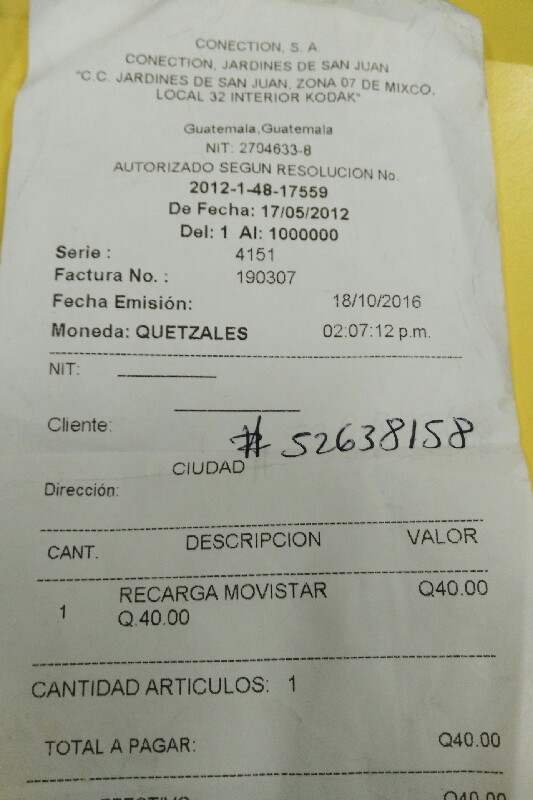 CONECTION, S. A.
CONECTION, JARDINES DE SAN JUAN
"C.C. JARDINES DE SAN JUAN, ZONA 07 DE MIXCO,
LOCAL 32 INTERIOR KODAK"
Guatemala,Guatemala
NIT: 2704633-8
AUTORIZADO SEGUN RESOLUCION No.
2012-1-48-17559
De Fecha: 17/05/2012
Del: 1 Al: 1000000
Serie : 4151
Factura No. : 190307
Fecha Emisión: 18/10/2016
Moneda: QUETZALES 02:07:12 p.m.
NIT:
Cliente:
# 52638158
CIUDAD
Dirección:
CANT. DESCRIPCION VALOR
1 RECARGA MOVISTAR Q40.00
Q.40.00
CANTIDAD ARTICULOS: 1
TOTAL A PAGAR: Q40.00
EFECTIVO Q40.00